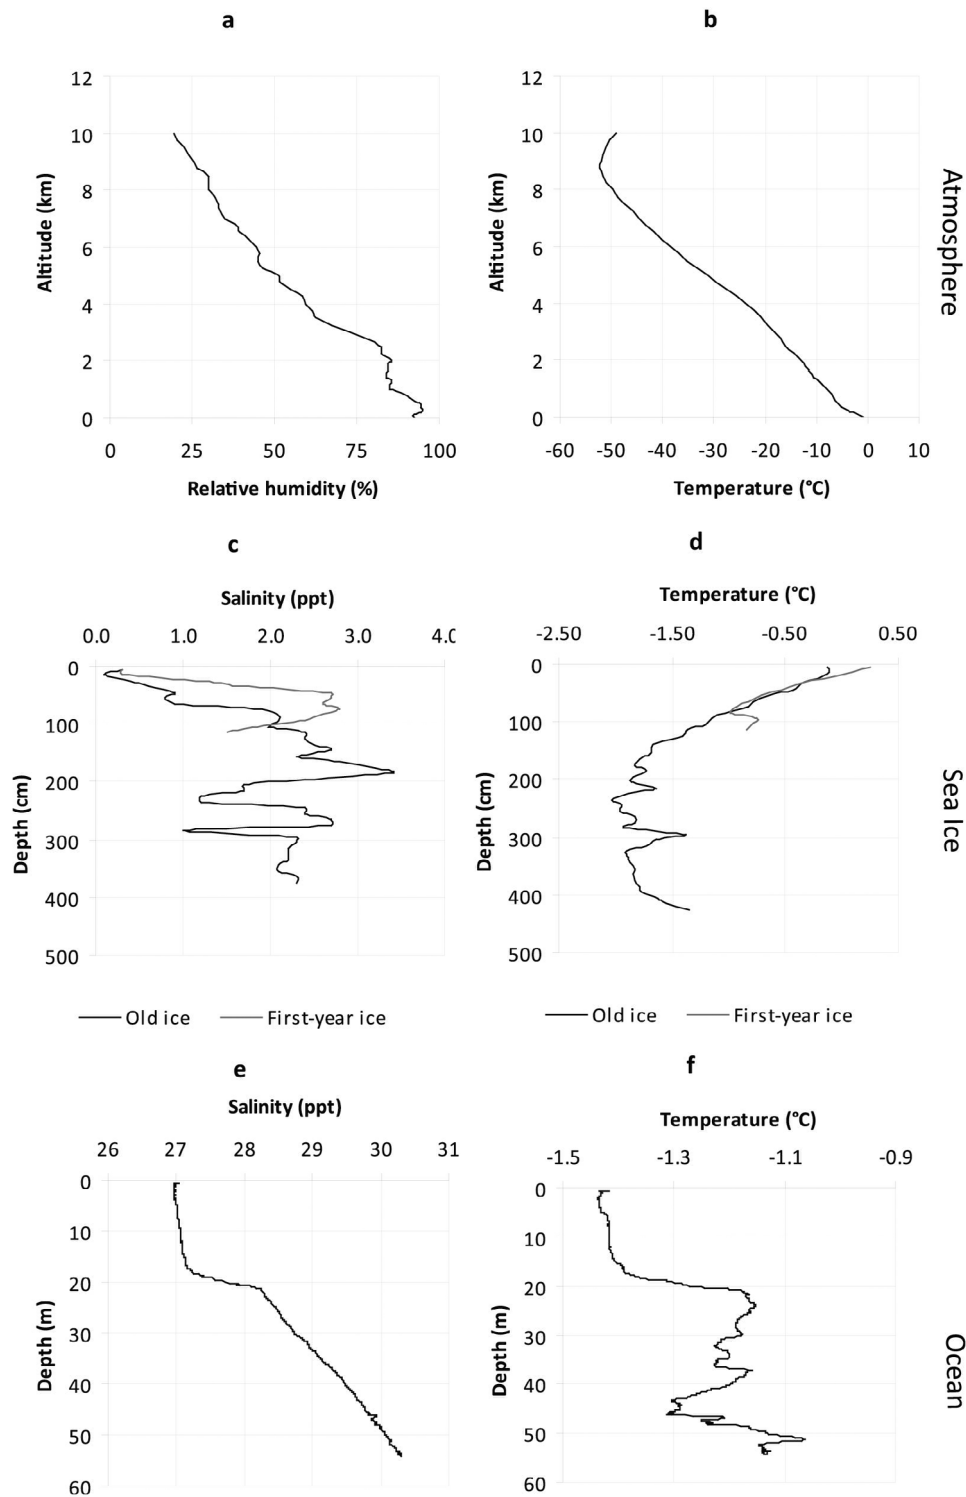 a
b
12
10
8
6
4
2
0
Altitude (km)
0 25 50 75 100
Relative humidity (%)
12
10
8
6
4
2
0
Altitude (km)
-60 -50 -40 -30 -20 -10 0 10
Temperature (°C)
Atmosphere
c
Salinity (ppt)
0.0 1.0 2.0 3.0 4.0
0
100
200
300
400
500
Depth (cm)
Old ice First-year ice
d
Temperature (°C)
-2.50 -1.50 -0.50 0.50
0
100
200
300
400
500
Depth (cm)
Old ice First-year ice
Sea Ice
e
Salinity (ppt)
26 27 28 29 30 31
0
10
20
30
40
50
60
Depth (m)
f
Temperature (°C)
-1.5 -1.3 -1.1 -0.9
0
10
20
30
40
50
60
Depth (m)
Ocean